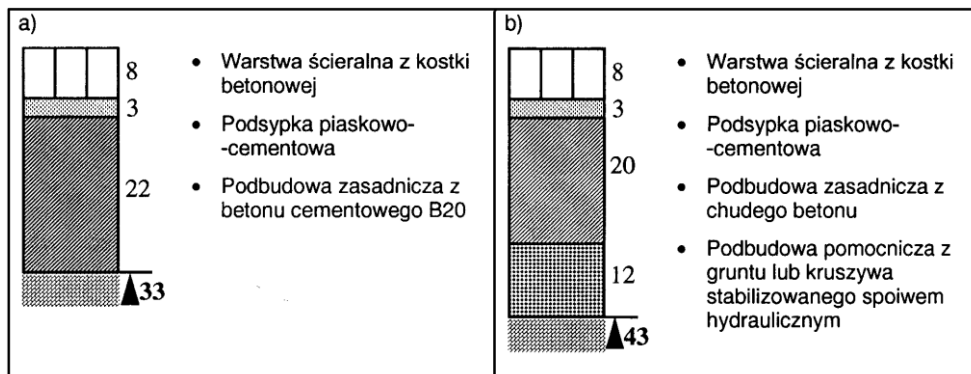 a)
8
3
22
33
• Warstwa ścieralna z kostki
betonowej
• Podsypka piaskowo-
-cementowa
• Podbudowa zasadnicza z
betonu cementowego B20
b)
8
3
20
12
43
• Warstwa ścieralna z kostki
betonowej
• Podsypka piaskowo-
-cementowa
• Podbudowa zasadnicza z
chudego betonu
• Podbudowa pomocnicza z
gruntu lub kruszywa
stabilizowanego spoiwem
hydraulicznym